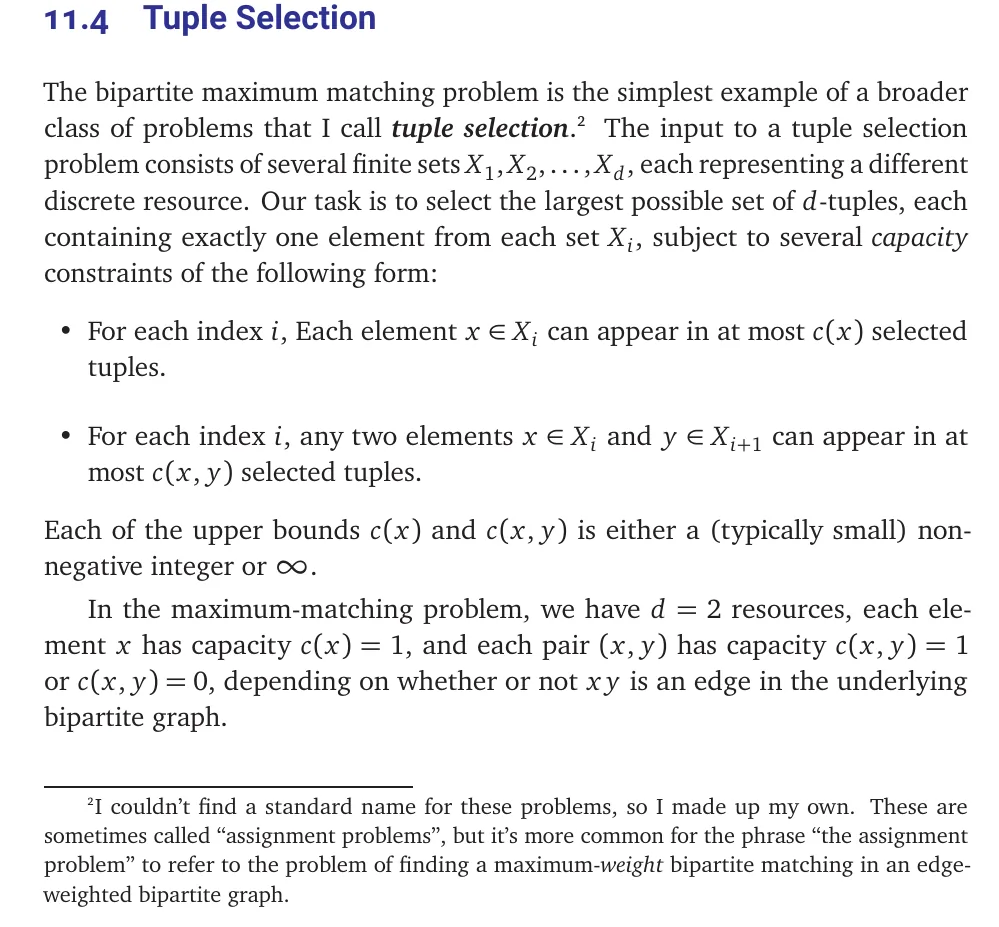 11.4 Tuple Selection
The bipartite maximum matching problem is the simplest example of a broader
class of problems that I call tuple selection.² The input to a tuple selection
problem consists of several finite sets X₁, X₂, . . . , X_d, each representing a different
discrete resource. Our task is to select the largest possible set of d-tuples, each
containing exactly one element from each set Xᵢ, subject to several capacity
constraints of the following form:
• For each index i, Each element x ∈ Xᵢ can appear in at most c(x) selected
tuples.
• For each index i, any two elements x ∈ Xᵢ and y ∈ Xᵢ₊₁ can appear in at
most c(x, y) selected tuples.
Each of the upper bounds c(x) and c(x, y) is either a (typically small) non-
negative integer or ∞.
In the maximum-matching problem, we have d = 2 resources, each ele-
ment x has capacity c(x) = 1, and each pair (x, y) has capacity c(x, y) = 1
or c(x, y) = 0, depending on whether or not xy is an edge in the underlying
bipartite graph.
²I couldn't find a standard name for these problems, so I made up my own. These are
sometimes called “assignment problems”, but it's more common for the phrase “the assignment
problem” to refer to the problem of finding a maximum-weight bipartite matching in an edge-
weighted bipartite graph.